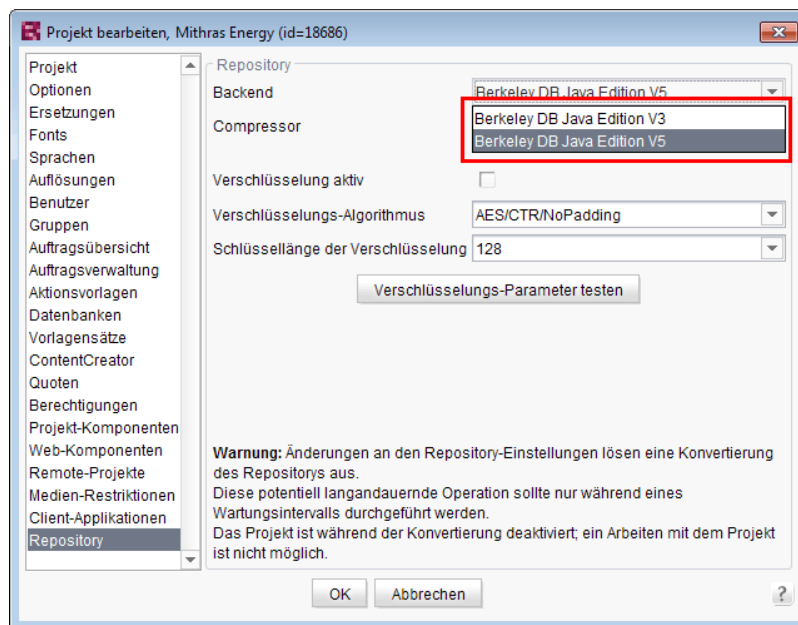 Projekt bearbeiten, Mithras Energy (id=18686)
Projekt
Optionen
Ersetzungen
Fonts
Sprachen
Auflösungen
Benutzer
Gruppen
Auftragsübersicht
Auftragsverwaltung
Aktionsvorlagen
Datenbanken
Vorlagensätze
ContentCreator
Quoten
Berechtigungen
Projekt-Komponenten
Web-Komponenten
Remote-Projekte
Medien-Restriktionen
Client-Applikationen
Repository
Repository
Backend Berkeley DB Java Edition V5
Berkeley DB Java Edition V3
Compressor
Berkeley DB Java Edition V5
Verschlüsselung aktiv
Verschlüsselungs-Algorithmus AES/CTR/NoPadding
Schlüssellänge der Verschlüsselung 128
Verschlüsselungs-Parameter testen
Warnung: Änderungen an den Repository-Einstellungen lösen eine Konvertierung
des Repositorys aus.
Diese potentiell langandauernde Operation sollte nur während eines
Wartungsintervalls durchgeführt werden.
Das Projekt ist während der Konvertierung deaktiviert; ein Arbeiten mit dem Projekt
ist nicht möglich.
OK Abbrechen ?